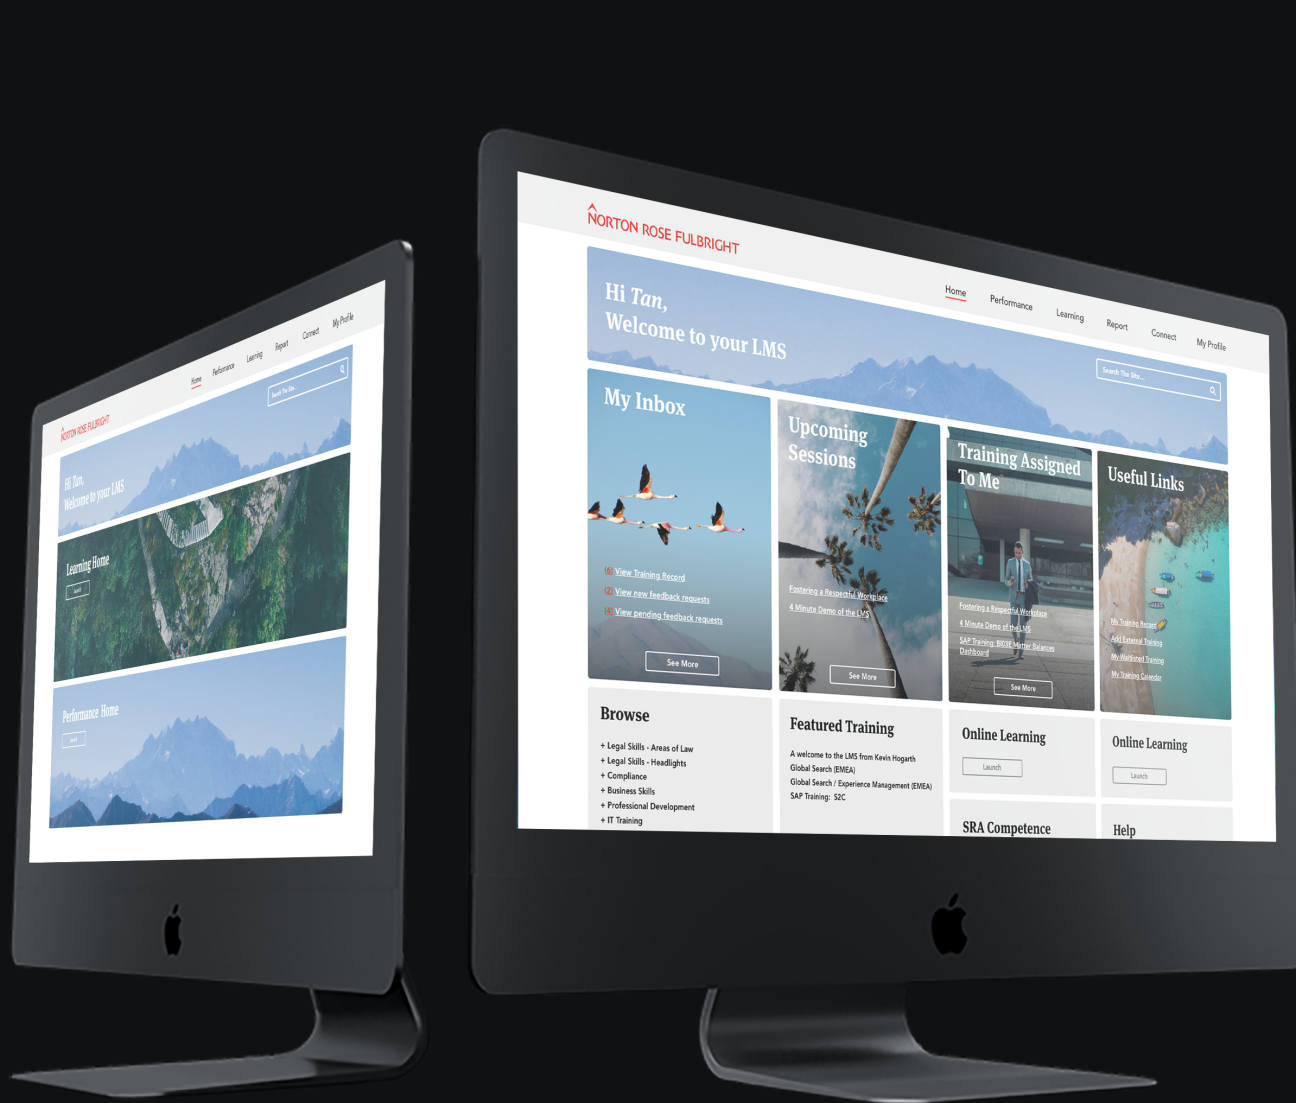 NORTON ROSE FULBRIGHT
Home
Performance
Learning
Report
Connect
My Profile
Search The Site...
Hi Tan,
Welcome to your LMS
Learning Home
Launch
Performance Home
Launch
NORTON ROSE FULBRIGHT
Home
Performance
Learning
Report
Connect
My Profile
Hi Tan,
Welcome to your LMS
Search The Site...
My Inbox
(6) View Training Record
(2) View new feedback requests
(4) View pending feedback requests
See More
Upcoming
Sessions
Fostering a Respectful Workplace
4 Minute Demo of the LMS
See More
Training Assigned
To Me
Fostering a Respectful Workplace
4 Minute Demo of the LMS
SAP Training: BI03E Matter Balances
Dashboard
See More
Useful Links
My Training Record
Add External Training
My Waitlisted Training
My Training Calendar
Browse
+ Legal Skills - Areas of Law
+ Legal Skills - Headlights
+ Compliance
+ Business Skills
+ Professional Development
+ IT Training
Featured Training
A welcome to the LMS from Kevin Hogarth
Global Search (EMEA)
Global Search / Experience Management (EMEA)
SAP Training: S2C
Online Learning
Launch
SRA Competence
Online Learning
Launch
Help